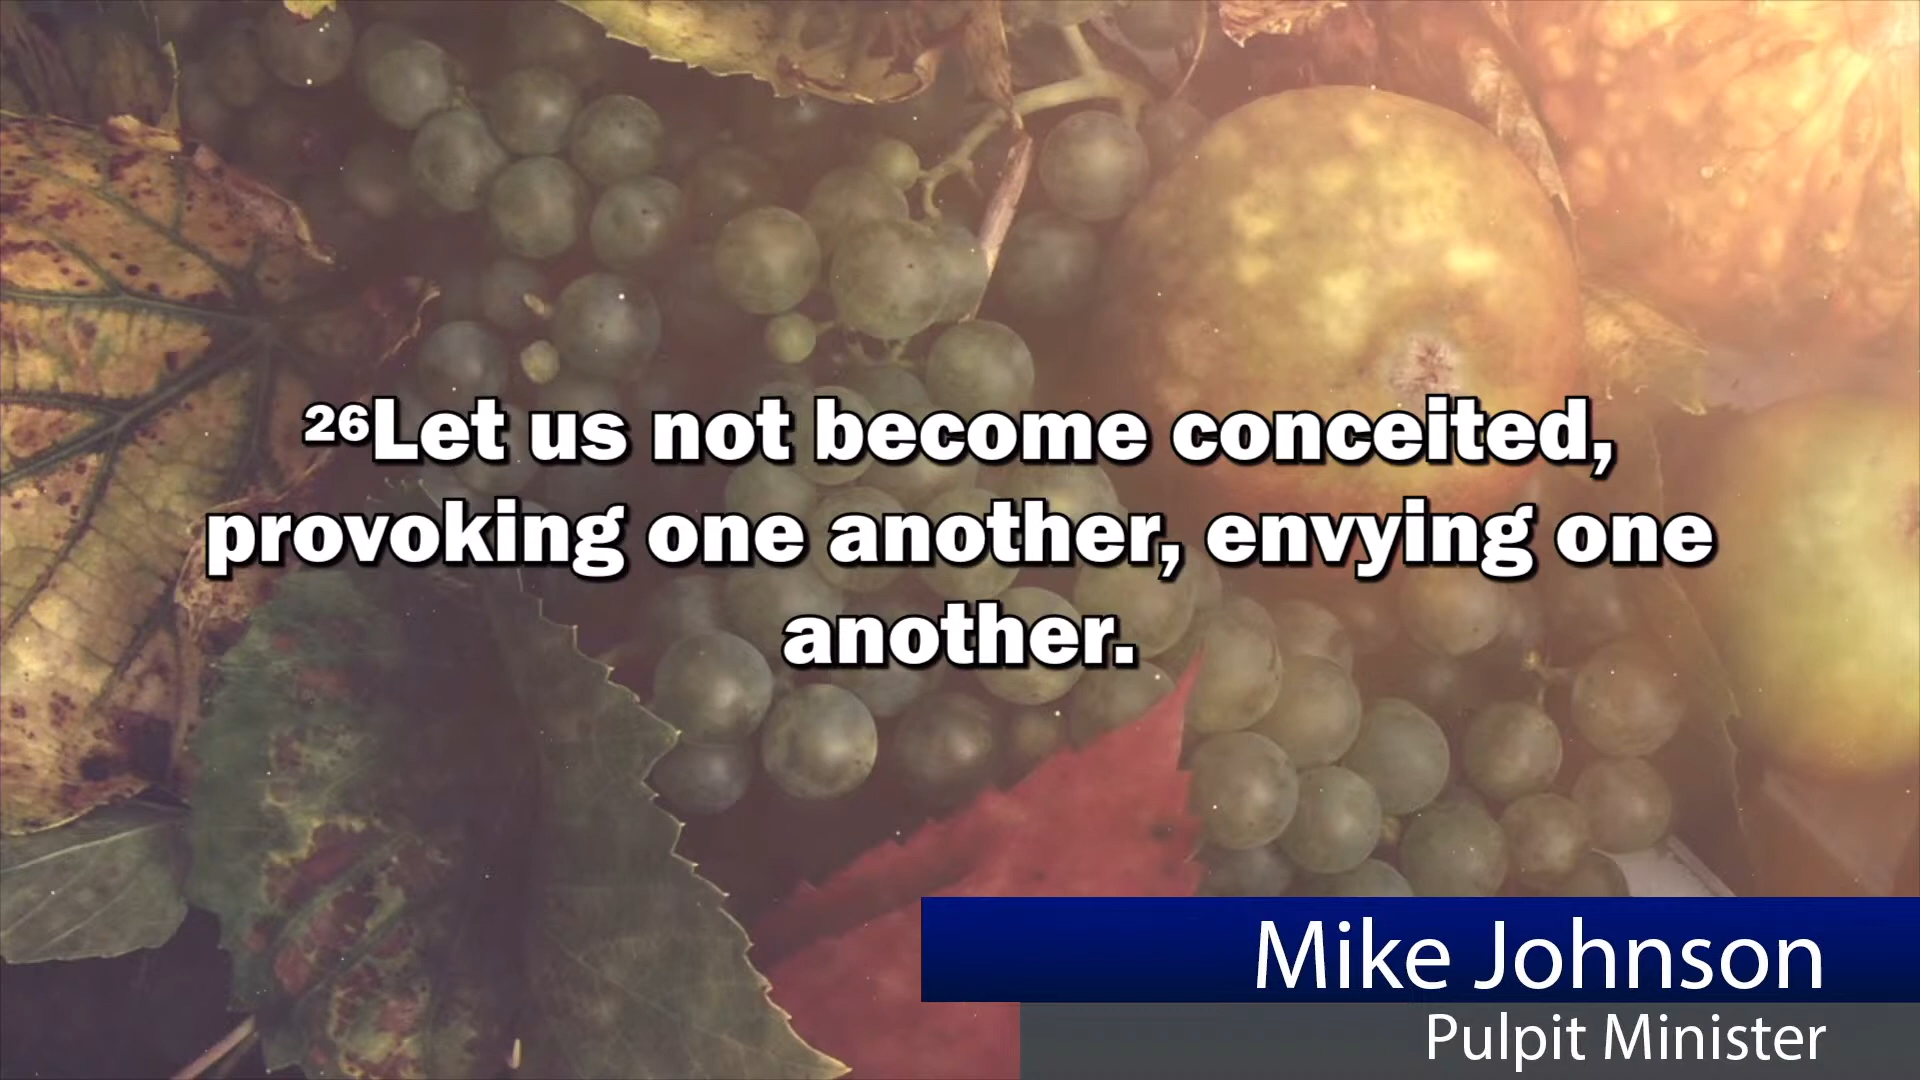 ²⁶Let us not become conceited,
provoking one another, envying one
another.
Mike Johnson
Pulpit Minister